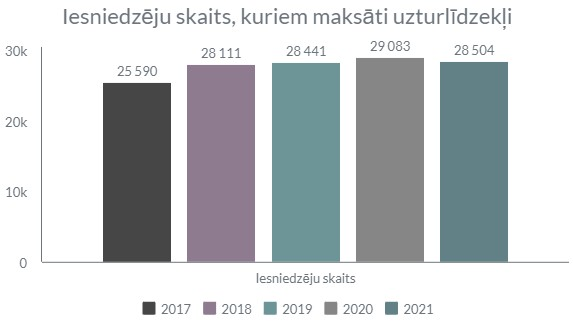 Iesniedzēju skaits, kuriem maksāti uzturlīdzekļi
30k
20k
10k
0
25 590
28 111
28 441
29 083
28 504
Iesniedzēju skaits
2017 2018 2019 2020 2021